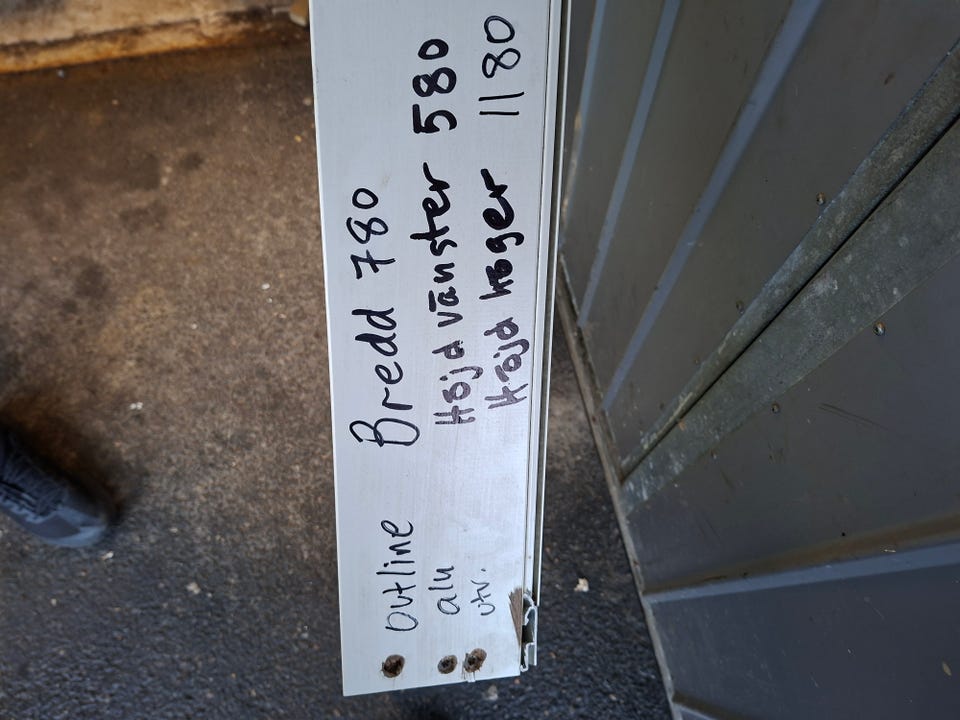 outline Bredd 780
alu Höjd vänster 580
utv. Höjd höger 1180